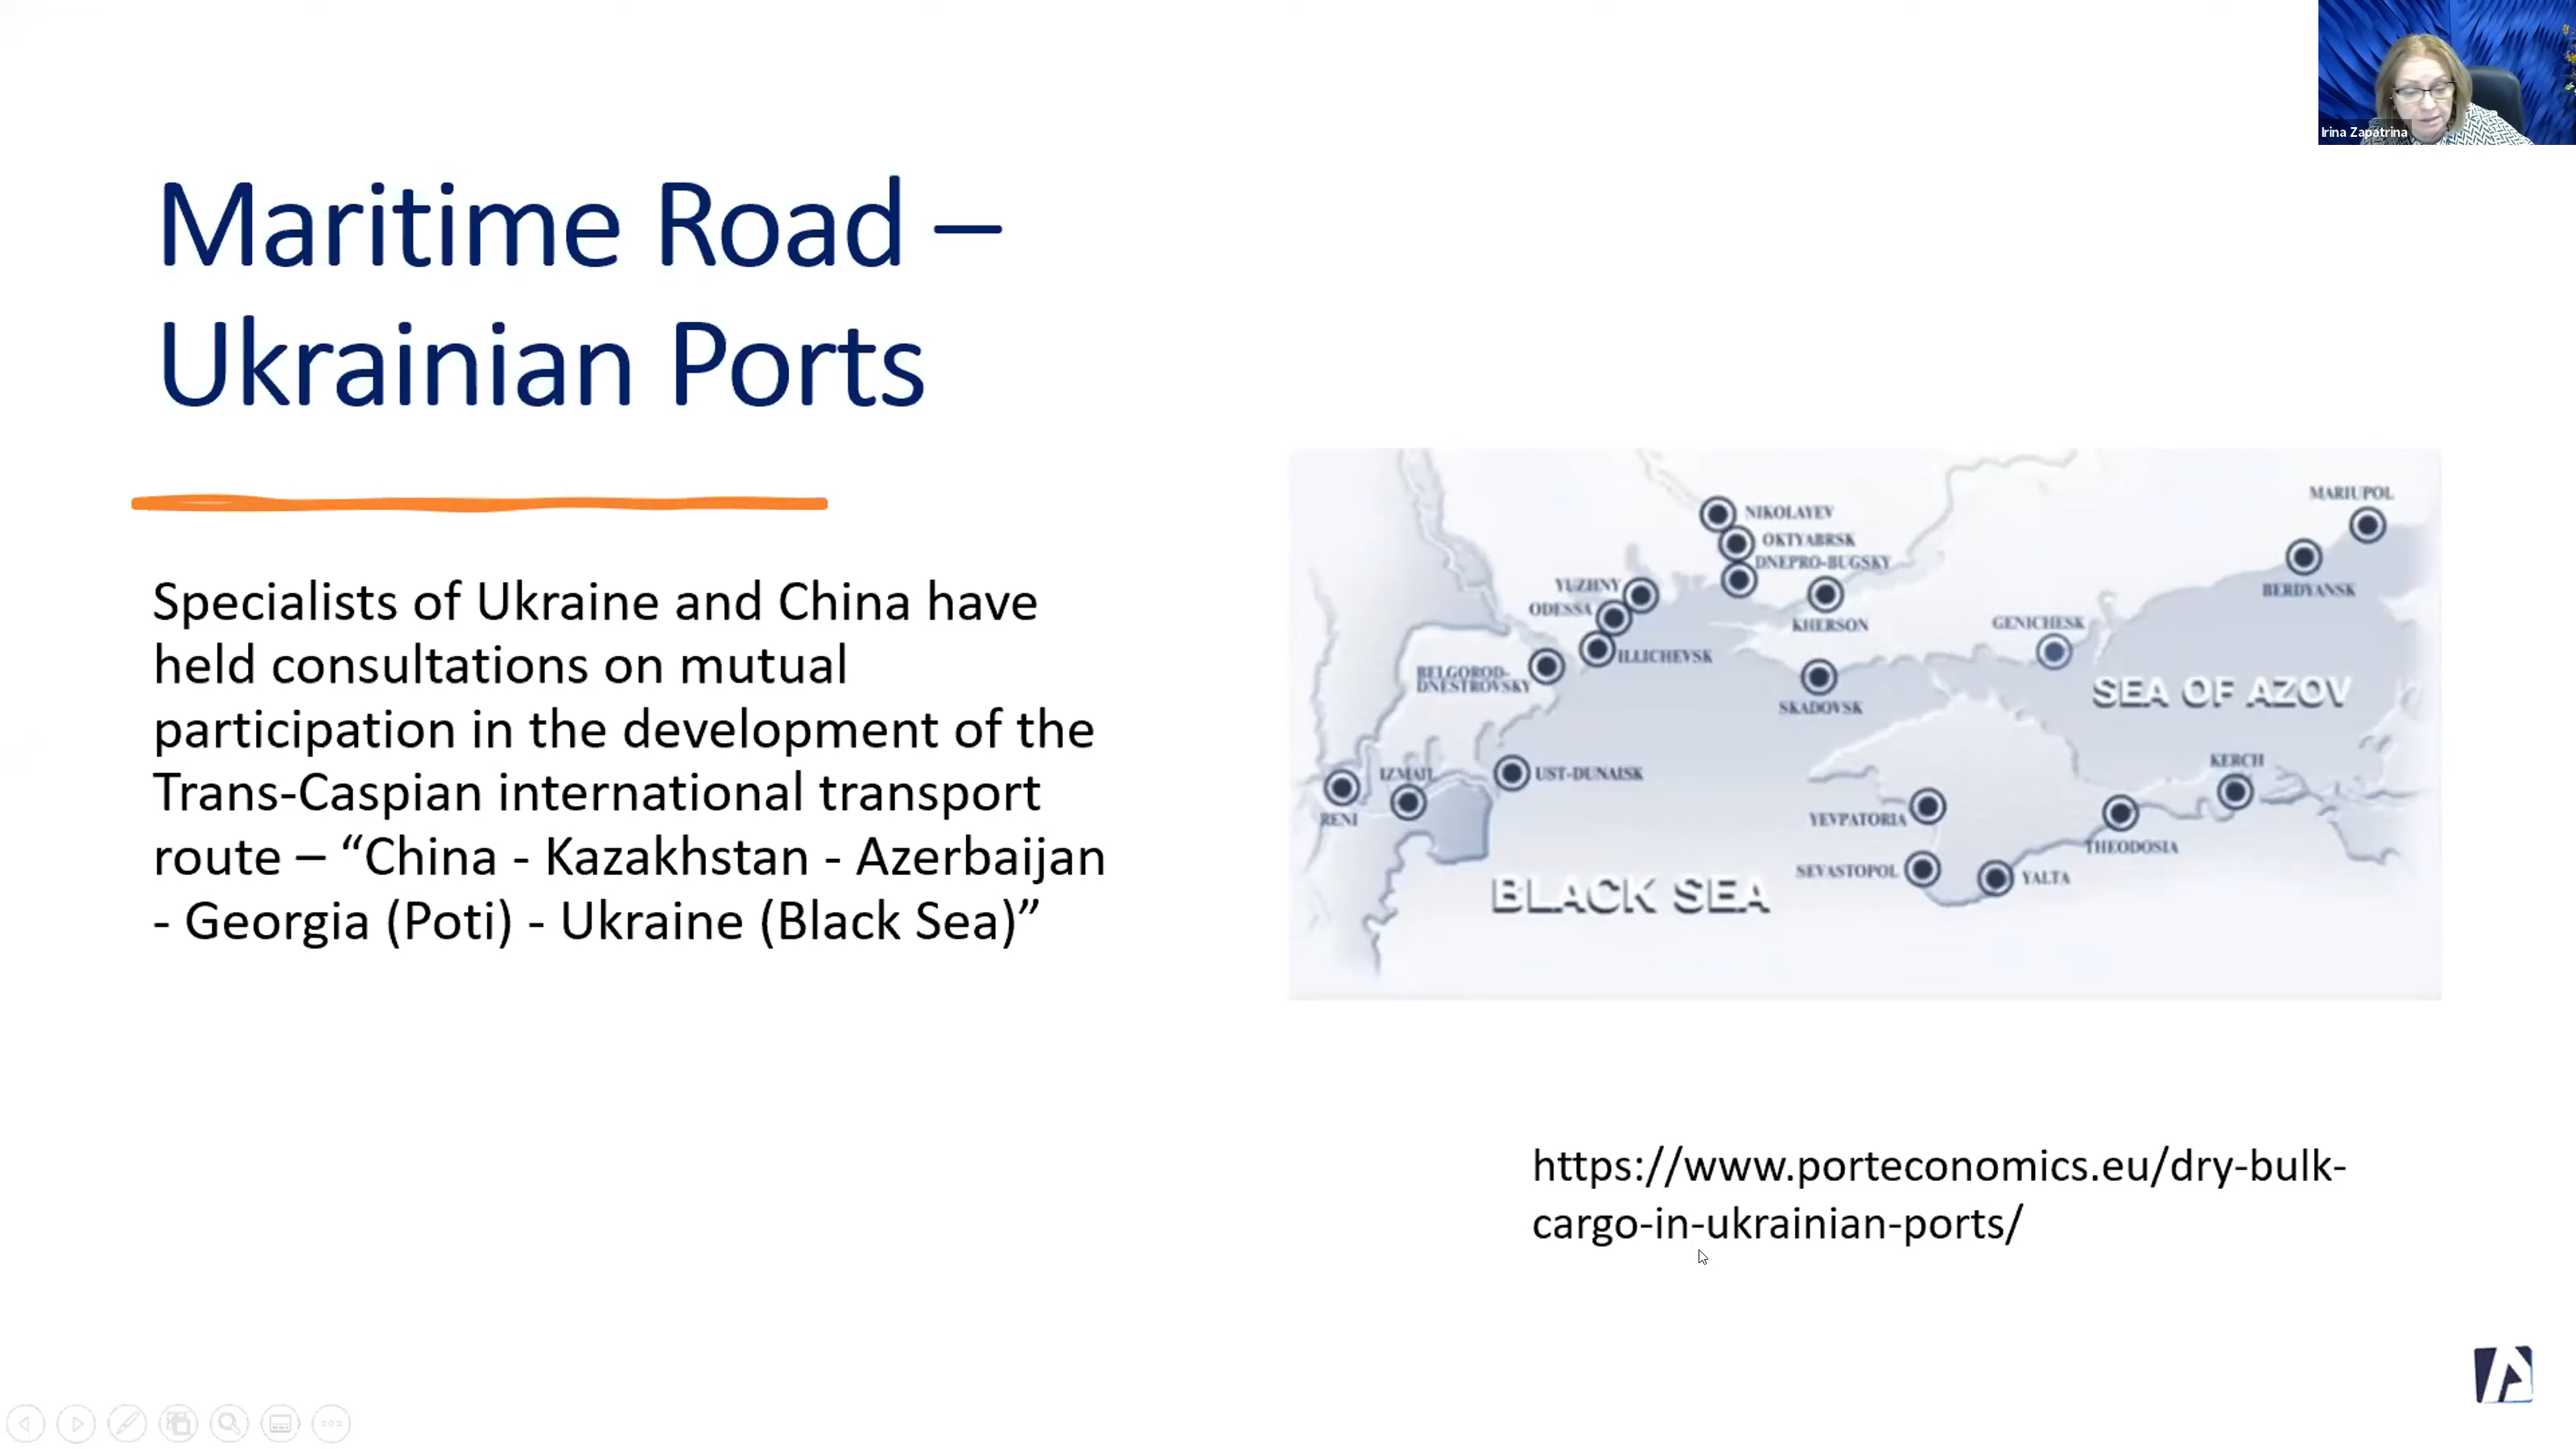 Irina Zapatrina
Maritime Road –
Ukrainian Ports
Specialists of Ukraine and China have
held consultations on mutual
participation in the development of the
Trans-Caspian international transport
route – “China - Kazakhstan - Azerbaijan
- Georgia (Poti) - Ukraine (Black Sea)”
MARIUPOL
NIKOLAYEV
OKTYABRSK
DNEPRO-BUGSKY
YUZHNY
BERDYANSK
ODESSA
KHERSON
GENICHESK
ILLICHEVSK
BELGOROD-
DNESTROVSKY
SEA OF AZOV
SKADOVSK
KERCH
IZMAIL
UST-DUNAISK
RENI
YEVPATORIA
THEODOSIA
SEVASTOPOL
YALTA
BLACK SEA
https://www.porteconomics.eu/dry-bulk-
cargo-in-ukrainian-ports/